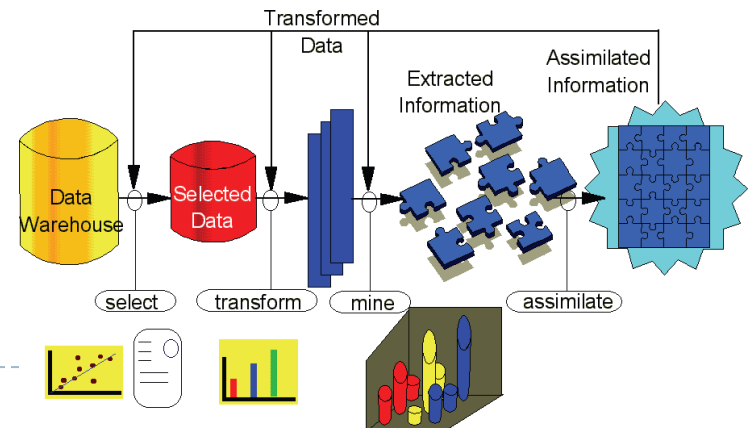 Transformed
Data
Assimilated
Information
Extracted
Information
Data
Warehouse
Selected
Data
select
transform
mine
assimilate